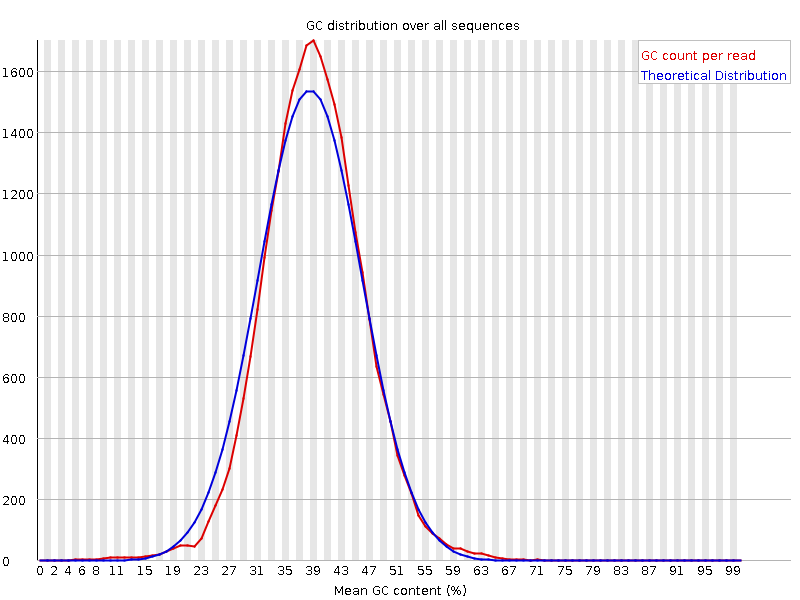 GC distribution over all sequences
GC count per read
Theoretical Distribution
1600
1400
1200
1000
800
600
400
200
0
0 2 4 6 8 11 15 19 23 27 31 35 39 43 47 51 55 59 63 67 71 75 79 83 87 91 95 99
Mean GC content (%)